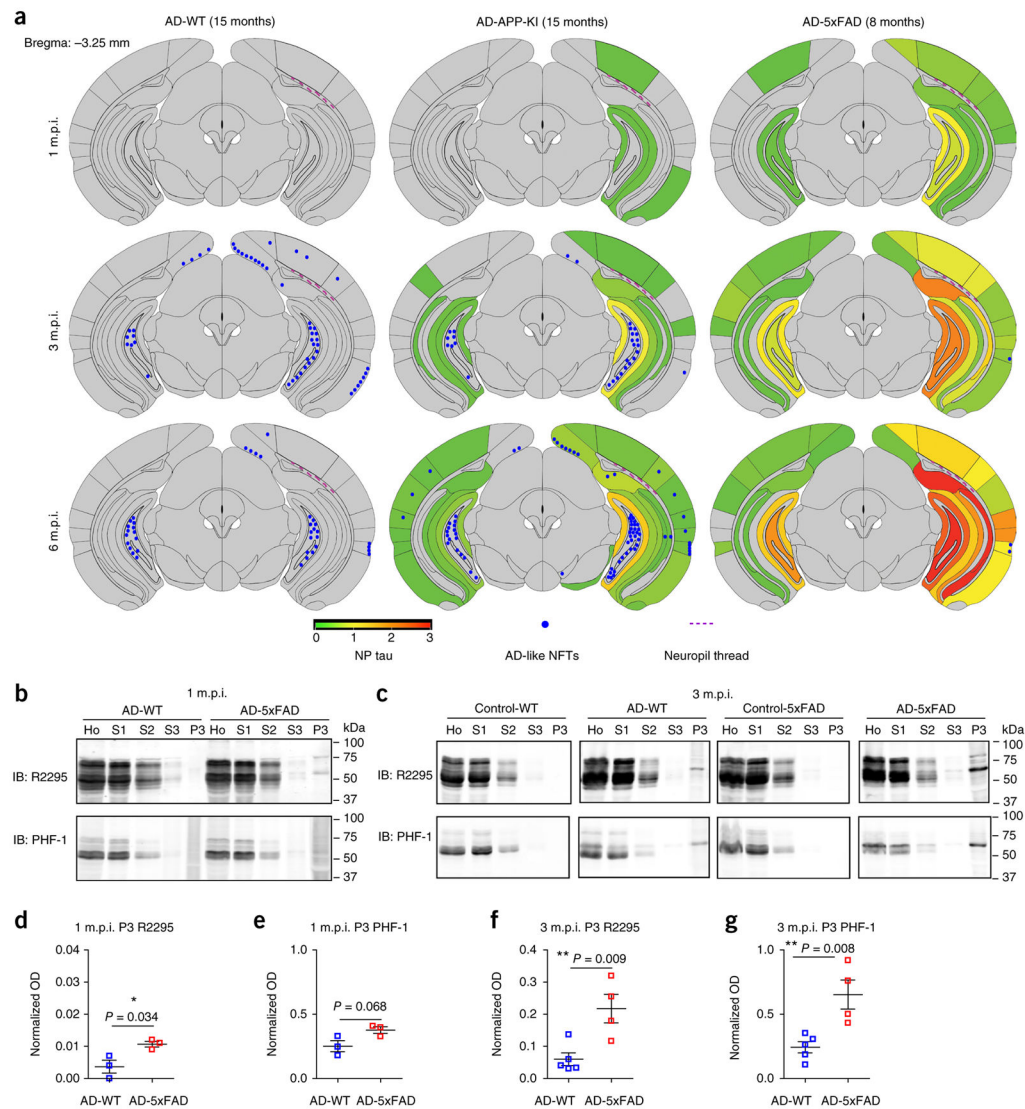 a
AD-WT (15 months) AD-APP-KI (15 months) AD-5xFAD (8 months)
Bregma: –3.25 mm
1 m.p.i.
3 m.p.i.
6 m.p.i.
0 1 2 3
NP tau AD-like NFTs Neuropil thread
b 1 m.p.i.
AD-WT AD-5xFAD
Ho S1 S2 S3 P3 Ho S1 S2 S3 P3 kDa
IB: R2295
100
75
50
37
IB: PHF-1
100
75
50
37
c 3 m.p.i.
Control-WT AD-WT Control-5xFAD AD-5xFAD
Ho S1 S2 S3 P3 Ho S1 S2 S3 P3 Ho S1 S2 S3 P3 Ho S1 S2 S3 P3 kDa
IB: R2295
100
75
50
37
IB: PHF-1
100
75
50
37
d 1 m.p.i. P3 R2295
Normalized OD
0.04
0.03
0.02
0.01
0.00
*
P = 0.034
AD-WT AD-5xFAD
e 1 m.p.i. P3 PHF-1
Normalized OD
1.0
0.5
0.0
P = 0.068
AD-WT AD-5xFAD
f 3 m.p.i. P3 R2295
Normalized OD
0.4
0.3
0.2
0.1
0.0
** P = 0.009
AD-WT AD-5xFAD
g 3 m.p.i. P3 PHF-1
Normalized OD
1.0
0.5
0.0
** P = 0.008
AD-WT AD-5xFAD